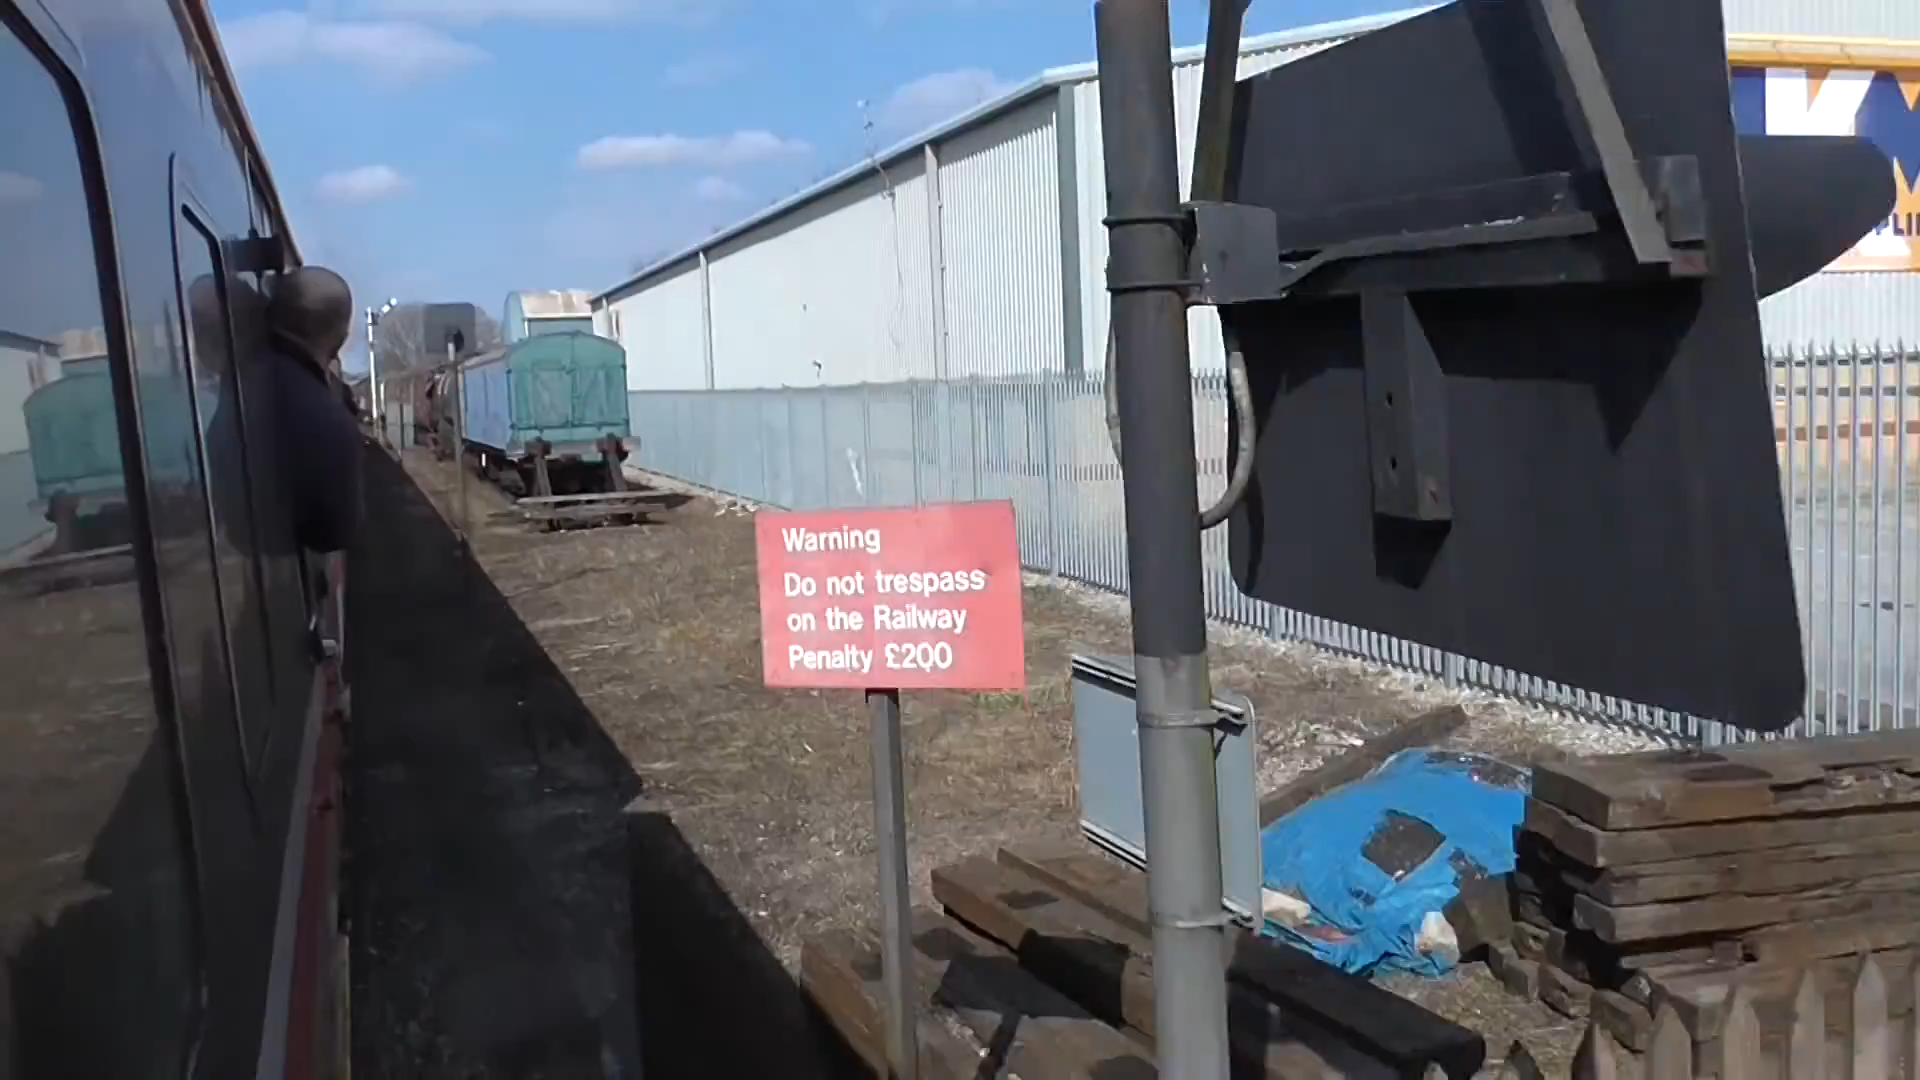 Warning
Do not trespass
on the Railway
Penalty £200